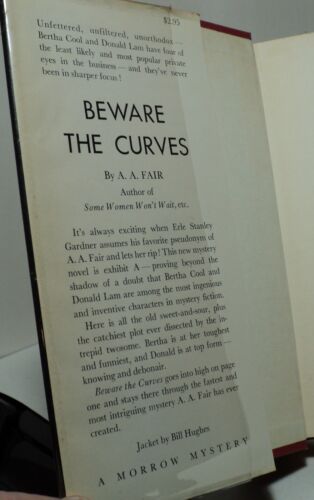 $2.95
Unfettered, unfiltered, unorthodox —
Bertha Cool and Donald Lam have four of
the least likely and most popular private
eyes in the business — and they've never
been in sharper focus!
BEWARE
THE CURVES
By A. A. FAIR
Author of
Some Women Won't Wait, etc.
It's always exciting when Erle Stanley
Gardner assumes his favorite pseudonym of
A. A. Fair and lets her rip! This new mystery
novel is exhibit A — proving beyond the
shadow of a doubt that Bertha Cool and
Donald Lam are among the most ingenious
and inventive characters in mystery fiction.
Here is all the old sweet-and-sour, plus
the catchiest plot ever dissected by the in-
trepid twosome. Bertha is at her toughest
and funniest, and Donald is at top form —
knowing and debonair.
Beware the Curves goes into high on page
one and stays there through the fastest and
most intriguing mystery A. A. Fair has ever
created.
Jacket by Bill Hughes
A MORROW MYSTERY